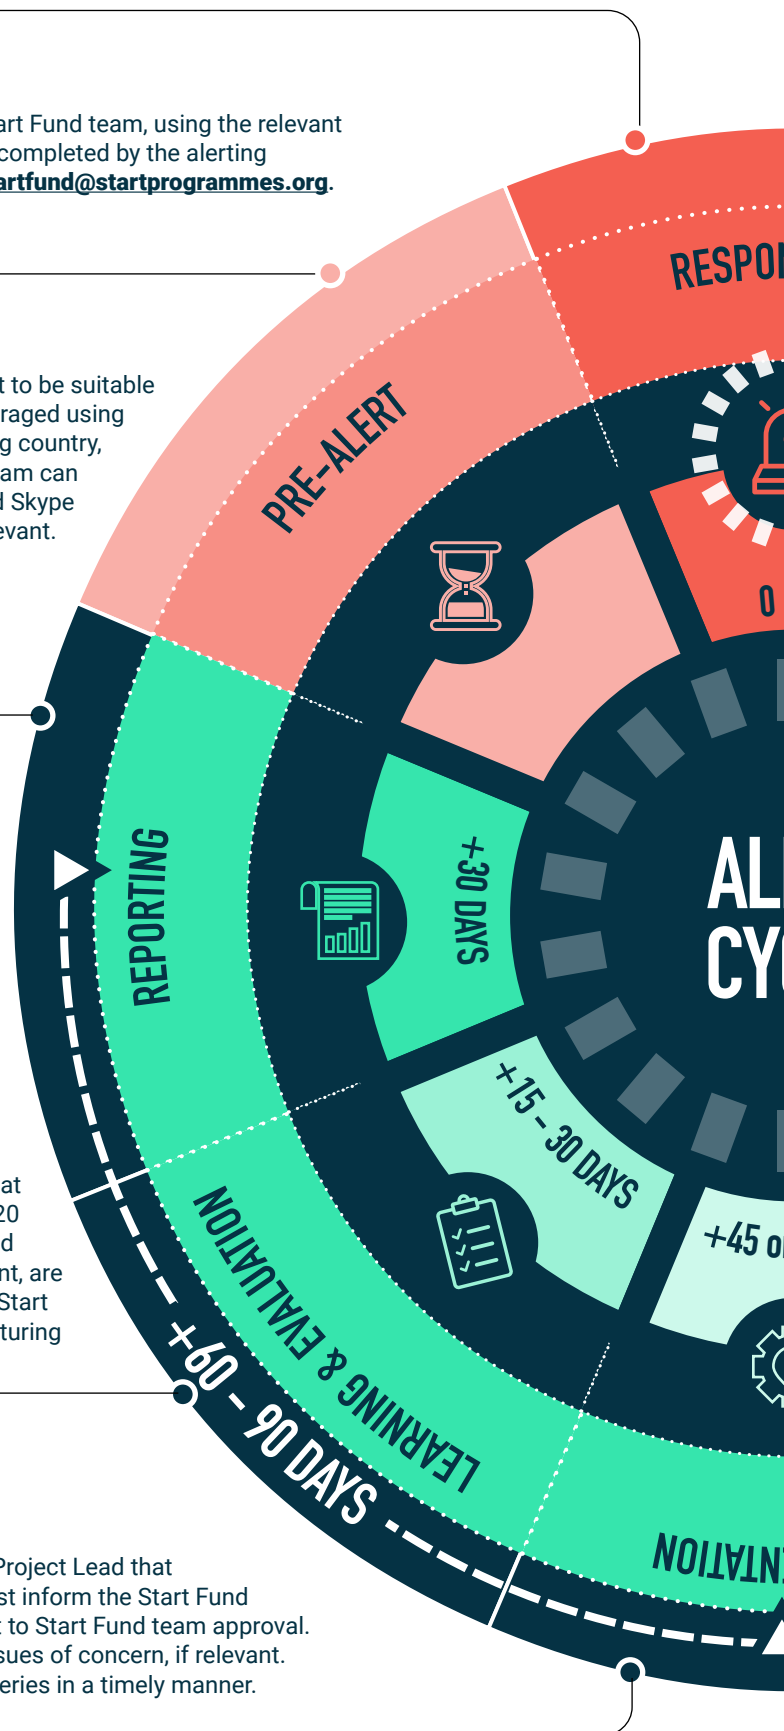 art Fund team, using the relevant
completed by the alerting
artfund@startprogrammes.org.
RESPON
PRE-ALERT
t to be suitable
raged using
g country,
am can
d Skype
evant.
0
+30 DAYS
REPORTING
AL
CY
+15 - 30 DAYS
at
20
d
nt, are
Start
turing
+45 o
LEARNING & EVALUATION
+60 - 90 DAYS
NTATION
Project Lead that
st inform the Start Fund
t to Start Fund team approval.
sues of concern, if relevant.
eries in a timely manner.